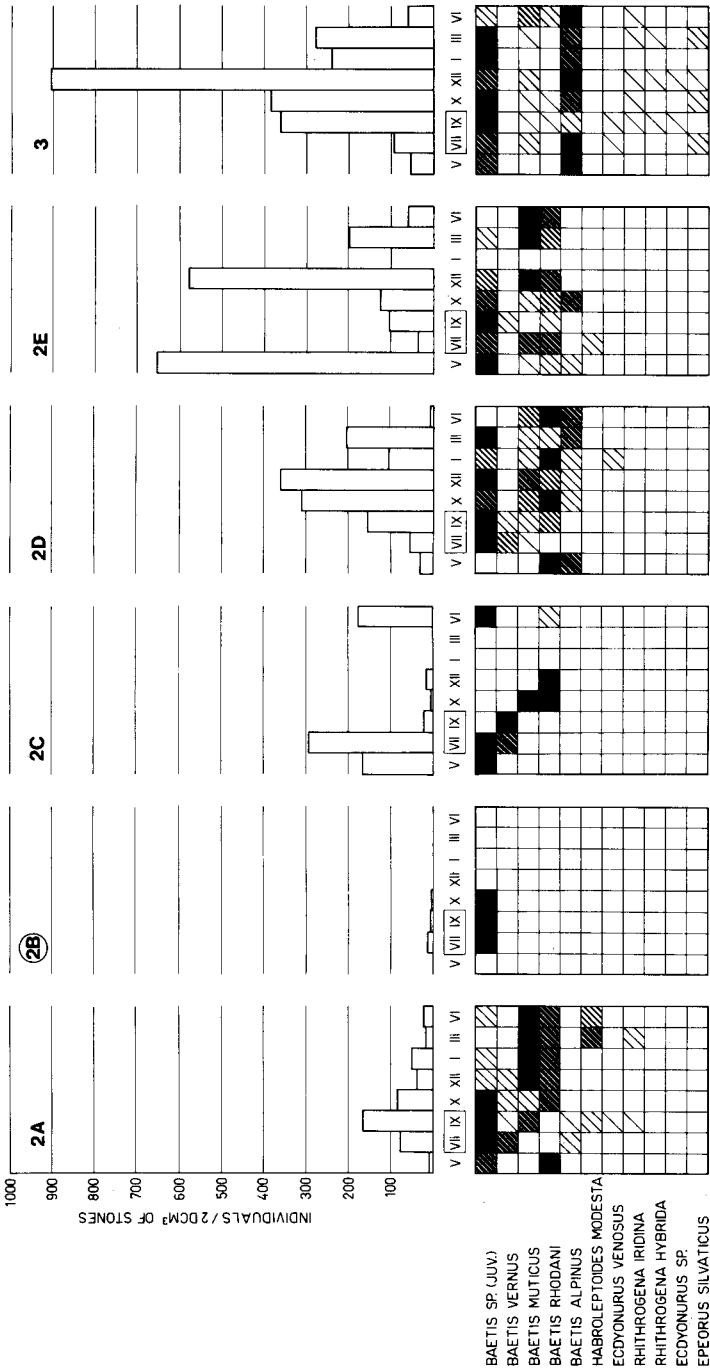 2A
2B
2C
2D
2E
3
1000
900
800
700
600
500
400
300
200
100
INDIVIDUALS / 2 DCM³ OF STONES
V VII IX X XII I III VI
V VII IX X XII I III VI
V VII IX X XII I III VI
V VII IX X XII I III VI
V VII IX X XII I III VI
V VII IX X XII I III VI
BAETIS SP. (JUV.)
BAETIS VERNUS
BAETIS MUTICUS
BAETIS RHODANI
BAETIS ALPINUS
HABROLEPTOIDES MODESTA
ECDYONURUS VENOSUS
RHITHROGENA IRIDINA
RHITHROGENA HYBRIDA
ECDYONURUS SP.
EPEORUS SILVATICUS